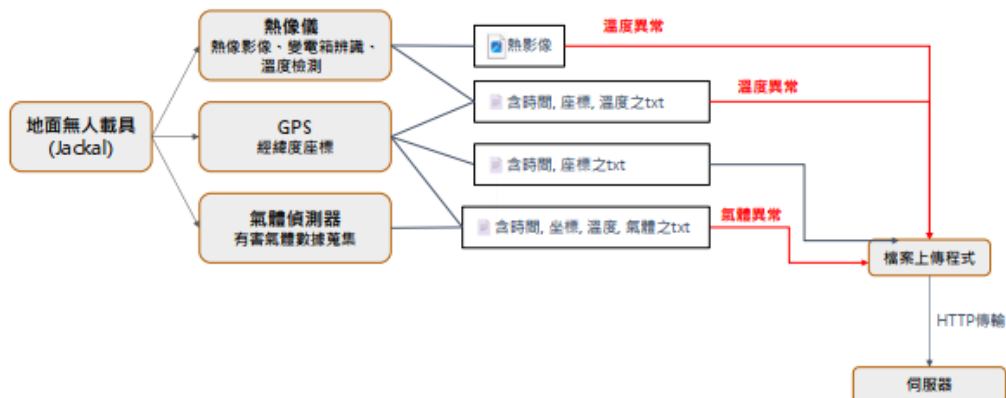 熱像儀
熱像影像、變電箱辨識、
溫度檢測
熱影像
溫度異常
含時間, 座標, 溫度之txt
溫度異常
地面無人載具
(Jackal)
GPS
經緯度座標
含時間, 座標之txt
氣體偵測器
有害氣體數據蒐集
含時間, 坐標, 溫度, 氣體之txt
氣體異常
檔案上傳程式
HTTP傳輸
伺服器